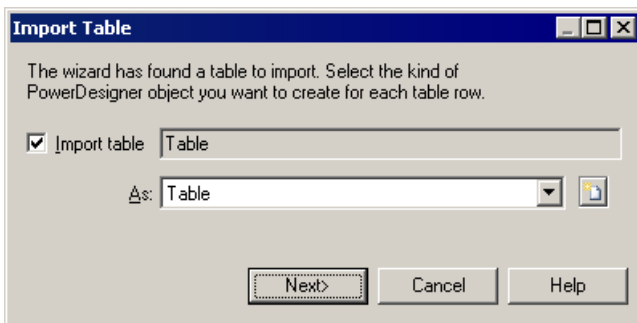 Import Table
The wizard has found a table to import. Select the kind of
PowerDesigner object you want to create for each table row.
Import table Table
As: Table
Next> Cancel Help